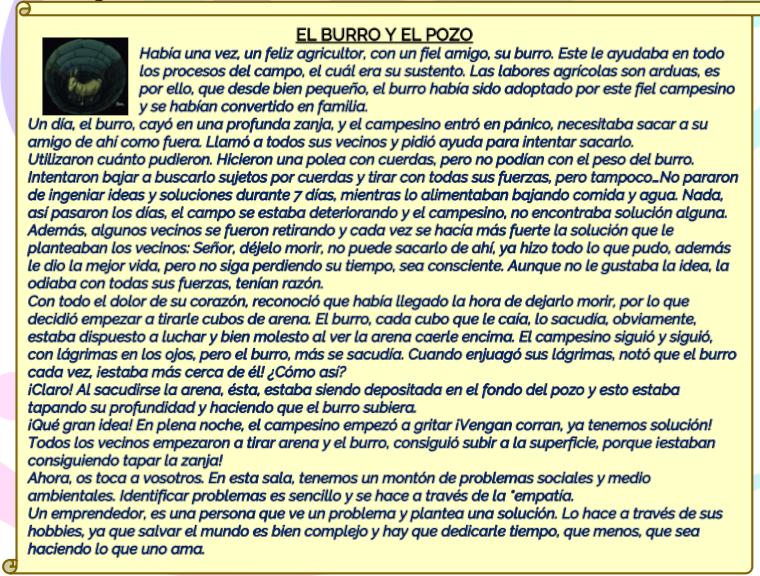 EL BURRO Y EL POZO
Había una vez, un feliz agricultor, con un fiel amigo, su burro. Este le ayudaba en todo
los procesos del campo, el cuál era su sustento. Las labores agrícolas son arduas, es
por ello, que desde bien pequeño, el burro había sido adoptado por este fiel campesino
y se habían convertido en familia.
Un día, el burro, cayó en una profunda zanja, y el campesino entró en pánico, necesitaba sacar a su
amigo de ahí como fuera. Llamó a todos sus vecinos y pidió ayuda para intentar sacarlo.
Utilizaron cuánto pudieron. Hicieron una polea con cuerdas, pero no podían con el peso del burro.
Intentaron bajar a buscarlo sujetos por cuerdas y tirar con todas sus fuerzas, pero tampoco...No pararon
de ingeniar ideas y soluciones durante 7 días, mientras lo alimentaban bajando comida y agua. Nada,
así pasaron los días, el campo se estaba deteriorando y el campesino, no encontraba solución alguna.
Además, algunos vecinos se fueron retirando y cada vez se hacía más fuerte la solución que le
planteaban los vecinos: Señor, déjelo morir, no puede sacarlo de ahí, ya hizo todo lo que pudo, además
le dio la mejor vida, pero no siga perdiendo su tiempo, sea consciente. Aunque no le gustaba la idea, la
odiaba con todas sus fuerzas, tenían razón.
Con todo el dolor de su corazón, reconoció que había llegado la hora de dejarlo morir, por lo que
decidió empezar a tirarle cubos de arena. El burro, cada cubo que le caía, lo sacudía, obviamente,
estaba dispuesto a luchar y bien molesto al ver la arena caerle encima. El campesino siguió y siguió,
con lágrimas en los ojos, pero el burro, más se sacudía. Cuando enjuagó sus lágrimas, notó que el burro
cada vez, ¡estaba más cerca de él! ¿Cómo así?
¡Claro! Al sacudirse la arena, ésta, estaba siendo depositada en el fondo del pozo y esto estaba
tapando su profundidad y haciendo que el burro subiera.
¡Qué gran idea! En plena noche, el campesino empezó a gritar ¡Vengan corran, ya tenemos solución!
Todos los vecinos empezaron a tirar arena y el burro, consiguió subir a la superficie, porque ¡estaban
consiguiendo tapar la zanja!
Ahora, os toca a vosotros. En esta sala, tenemos un montón de problemas sociales y medio
ambientales. Identificar problemas es sencillo y se hace a través de la *empatía.
Un emprendedor, es una persona que ve un problema y plantea una solución. Lo hace a través de sus
hobbies, ya que salvar el mundo es bien complejo y hay que dedicarle tiempo, que menos, que sea
haciendo lo que uno ama.